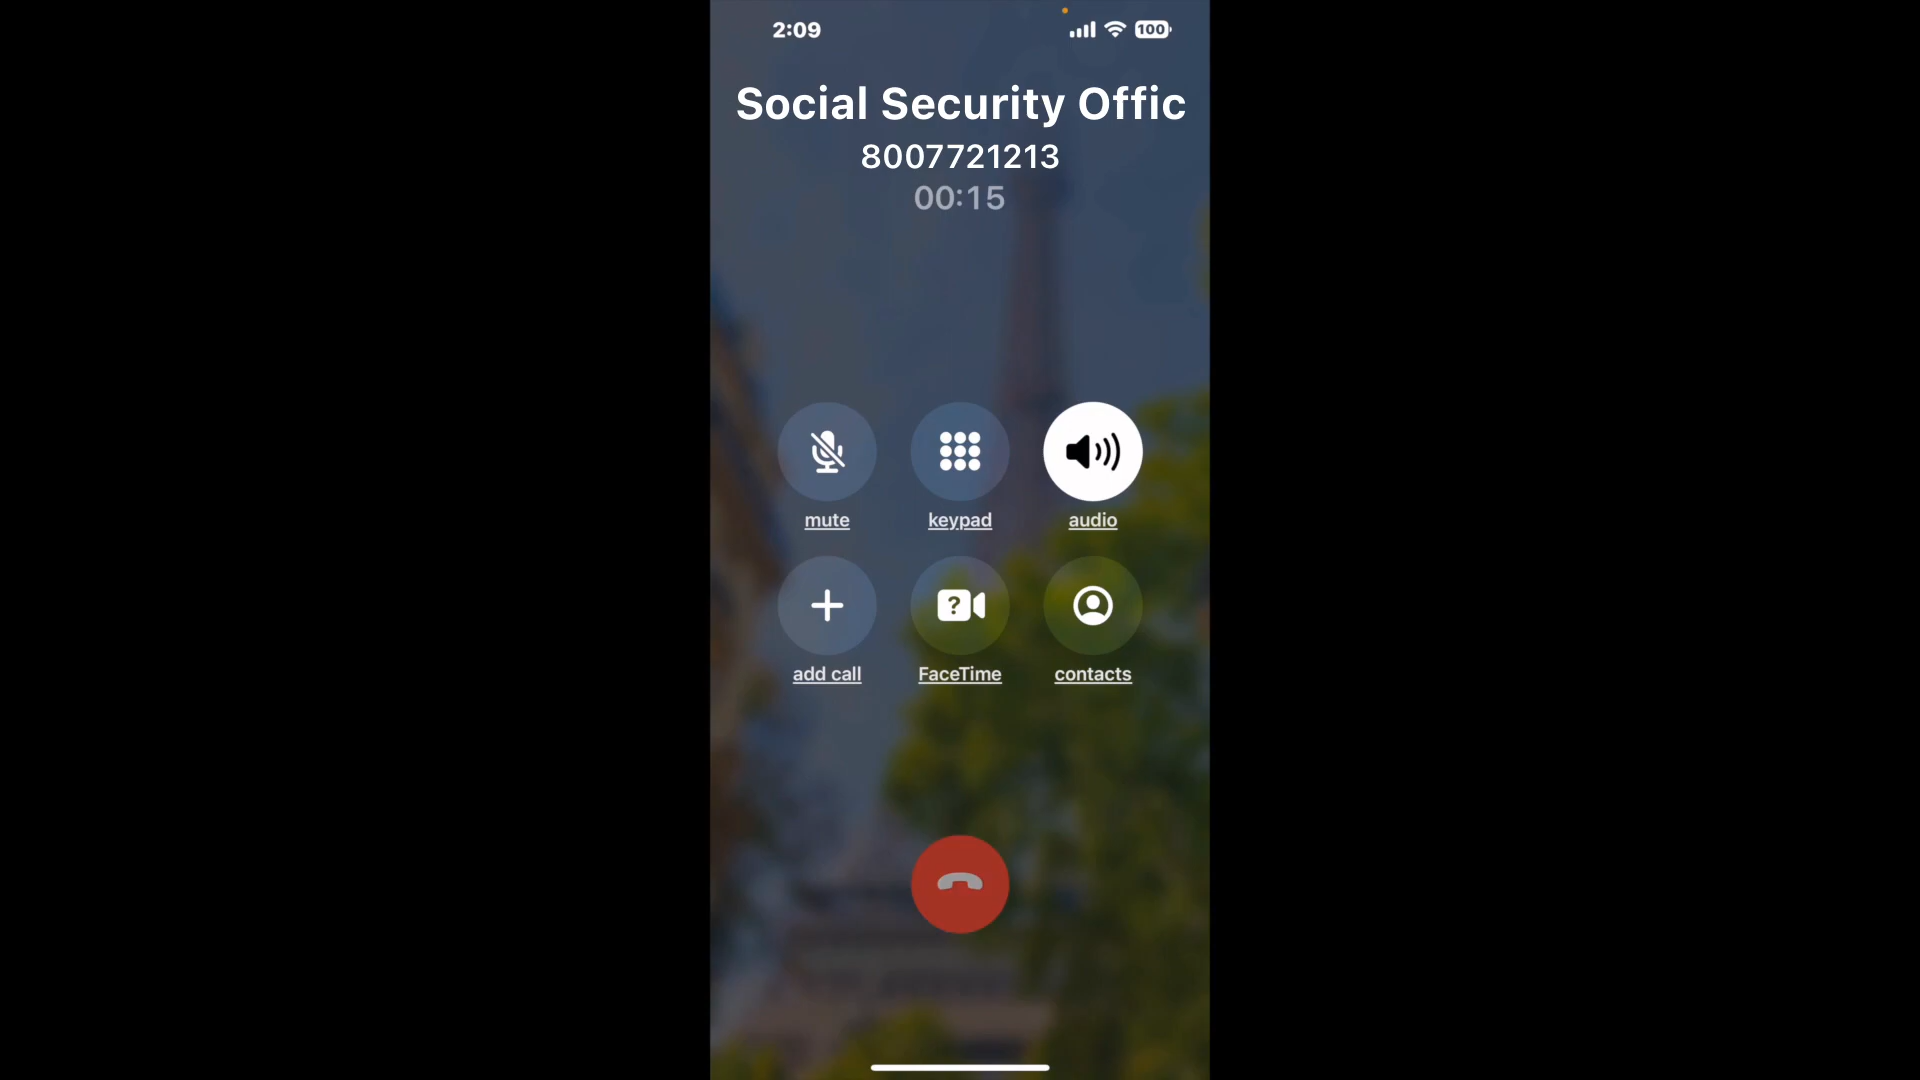 2:09
100
Social Security Offic
8007721213
00:15
mute
keypad
audio
?
add call
FaceTime
contacts